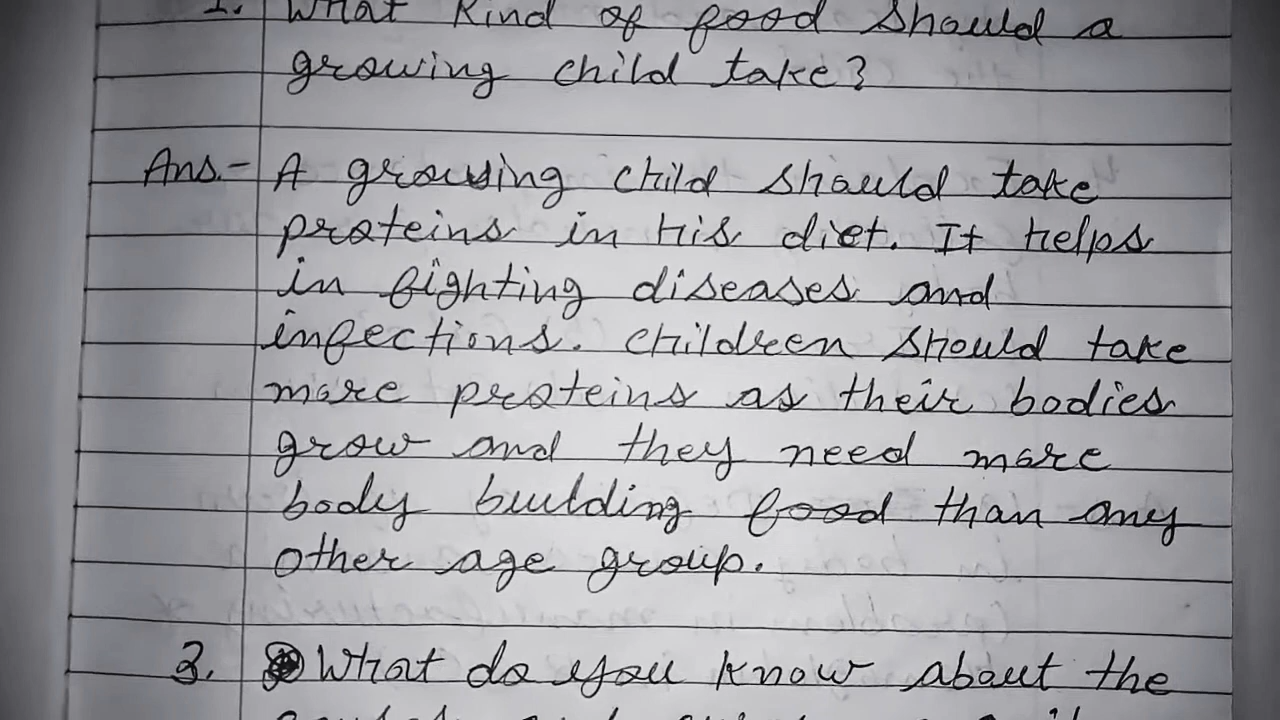 What kind of food should a
growing child take?
Ans.- A growing child should take
proteins in his diet. It helps
in fighting diseases and
infections. Children should take
more proteins as their bodies
grow and they need more
body building food than any
other age group.
3. What do you know about the